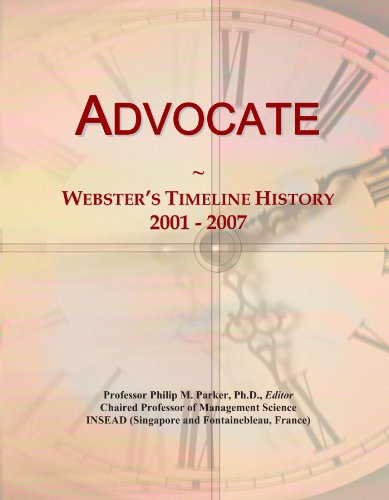 ADVOCATE
~
WEBSTER'S TIMELINE HISTORY
2001 - 2007
Professor Philip M. Parker, Ph.D., Editor
Chaired Professor of Management Science
INSEAD (Singapore and Fontainebleau, France)